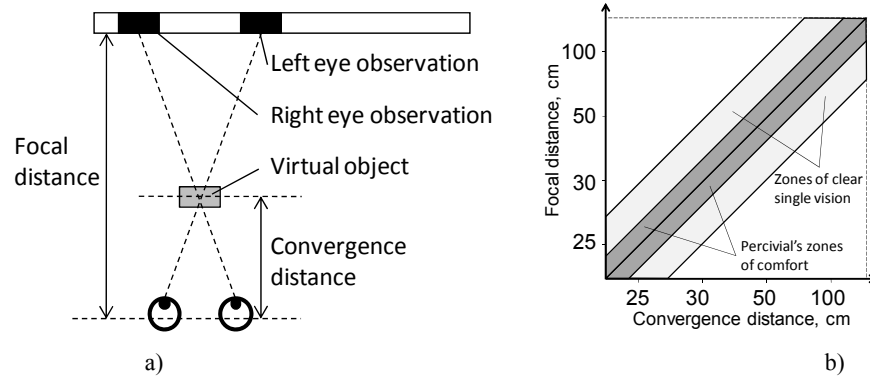 Left eye observation
Right eye observation
Focal
distance
Virtual object
Convergence
distance
a)
Focal distance, cm
100
50
30
25
Zones of clear
single vision
Percivial's zones
of comfort
25 30 50 100
Convergence distance, cm
b)